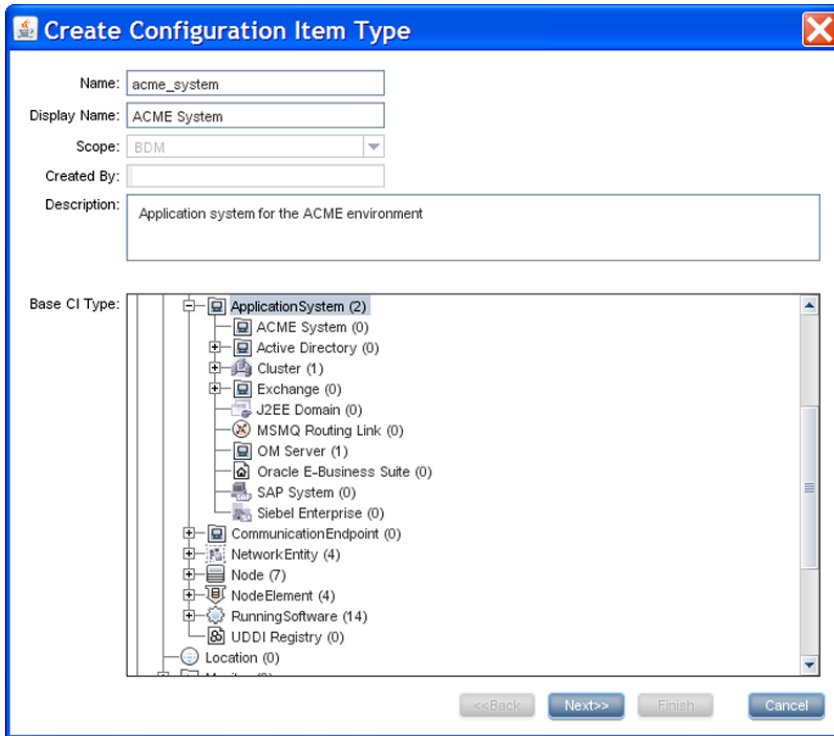 Create Configuration Item Type
Name: acme_system
Display Name: ACME System
Scope: BDM
Created By:
Description: Application system for the ACME environment
Base CI Type:
ApplicationSystem (2)
ACME System (0)
Active Directory (0)
Cluster (1)
Exchange (0)
J2EE Domain (0)
MSMQ Routing Link (0)
OM Server (1)
Oracle E-Business Suite (0)
SAP System (0)
Siebel Enterprise (0)
CommunicationEndpoint (0)
NetworkEntity (4)
Node (7)
NodeElement (4)
RunningSoftware (14)
UDDI Registry (0)
Location (0)
<<Back Next>> Finish Cancel